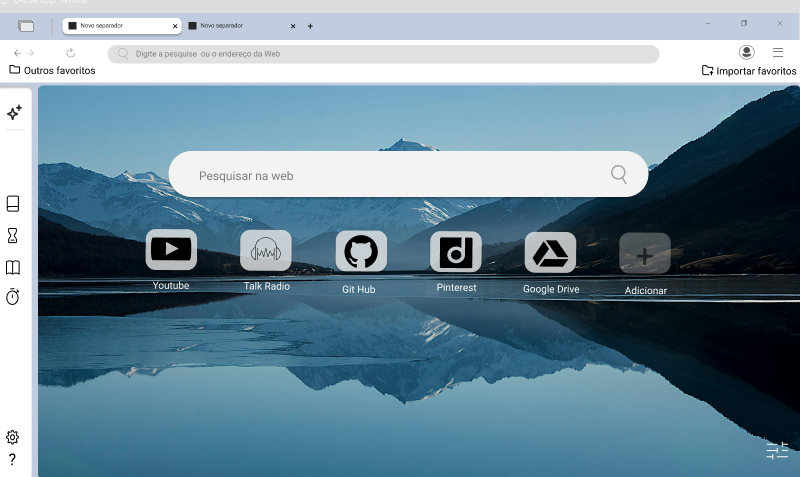 Desktop white
Novo separador
Novo separador
Digite a pesquise ou o endereço da Web
Outros favoritos
Importar favoritos
Pesquisar na web
Youtube
Talk Radio
Git Hub
Pinterest
Google Drive
Adicionar
?